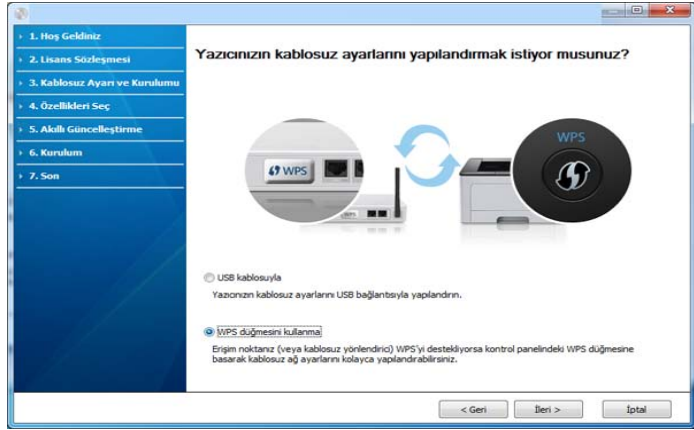 1. Hoş Geldiniz
2. Lisans Sözleşmesi
3. Kablosuz Ayarı ve Kurulumu
4. Özellikleri Seç
5. Akıllı Güncelleştirme
6. Kurulum
7. Son
Yazıcınızın kablosuz ayarlarını yapılandırmak istiyor musunuz?
WPS
WPS
WPS
USB kablosuyla
Yazıcınızın kablosuz ayarlarını USB bağlantısıyla yapılandırın.
WPS düğmesini kullanma
Erişim noktanız (veya kablosuz yönlendirici) WPS'yi destekliyorsa kontrol panelindeki WPS düğmesine
basarak kablosuz ağ ayarlarını kolayca yapılandırabilirsiniz.
< Geri
İleri >
İptal